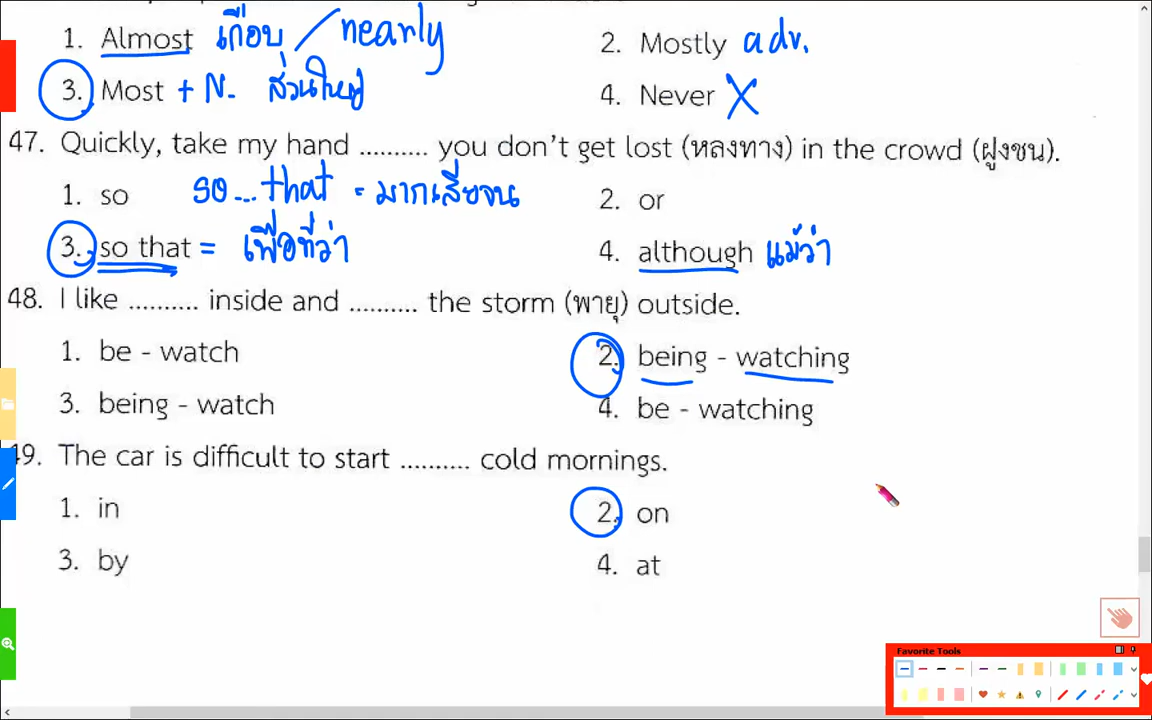 1. Almost เกือบ / nearly
2. Mostly adv.
3. Most + N. ส่วนใหญ่
4. Never X
47. Quickly, take my hand .......... you don't get lost (หลงทาง) in the crowd (ฝูงชน).
1. so so...that = มากเสียจน
2. or
3. so that = เพื่อที่ว่า
4. although แม้ว่า
48. I like .......... inside and .......... the storm (พายุ) outside.
1. be - watch
2. being - watching
3. being - watch
4. be - watching
49. The car is difficult to start .......... cold mornings.
1. in
2. on
3. by
4. at
Favorite Tools